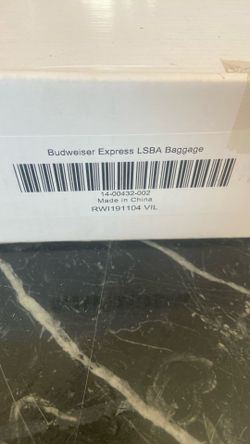 Budweiser Express LSBA Baggage
14-00432-002
Made in China
RWI191104 VIL